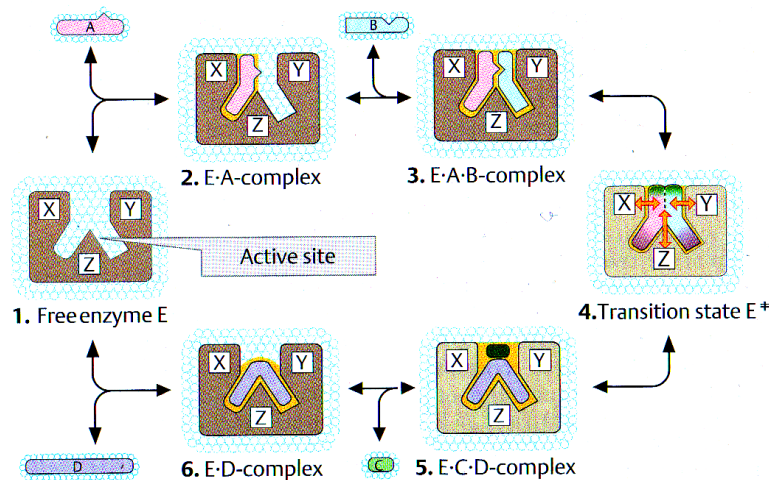 A
B
X Y
Z
2. E·A-complex
X Y
Z
3. E·A·B-complex
X Y
Z
1. Free enzyme E
Active site
X Y
Z
4. Transition state E‡
X Y
Z
6. E·D-complex
X Y
Z
5. E·C·D-complex
D
C